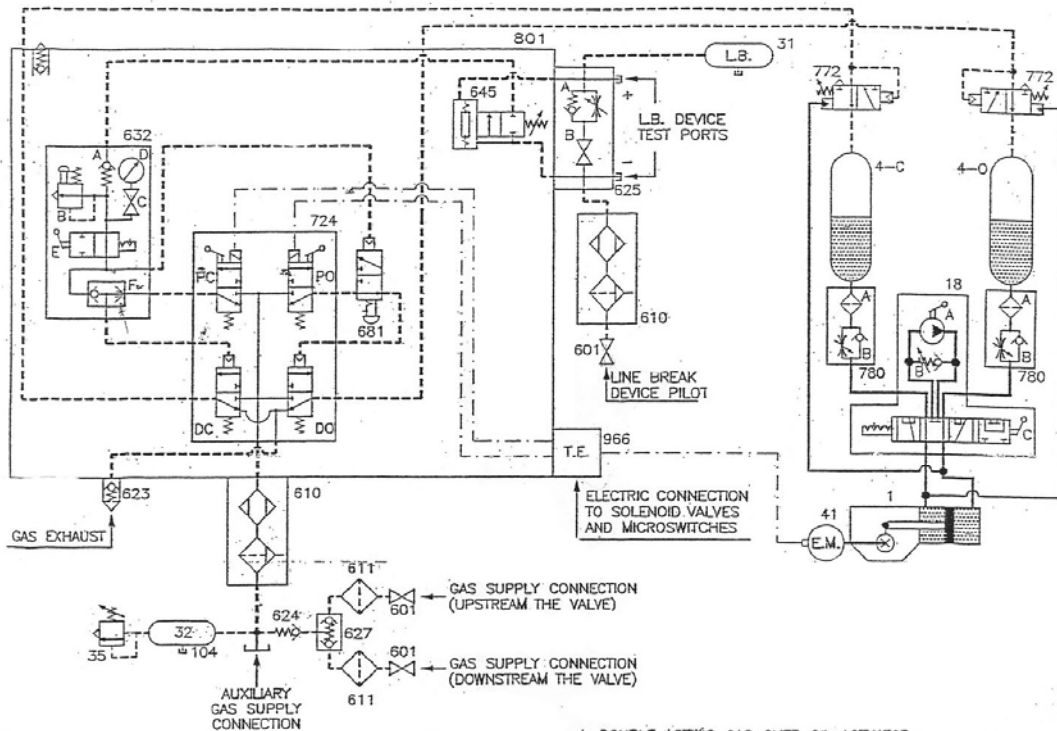 801
L.B.
31
772
772
645
A
+
L.B. DEVICE
TEST PORTS
B
−
625
632
A
D
B
C
E
F
724
PC
PO
681
DC
DO
4-C
4-O
610
601
LINE BREAK
DEVICE PILOT
18
A
A
A
B
B
B
780
780
C
T.E.
966
1
41
E.M.
ELECTRIC CONNECTION
TO SOLENOID VALVES
AND MICROSWITCHES
623
GAS EXHAUST
610
611
601
GAS SUPPLY CONNECTION
(UPSTREAM THE VALVE)
624
627
32
35
104
601
611
GAS SUPPLY CONNECTION
(DOWNSTREAM THE VALVE)
AUXILIARY
GAS SUPPLY
CONNECTION